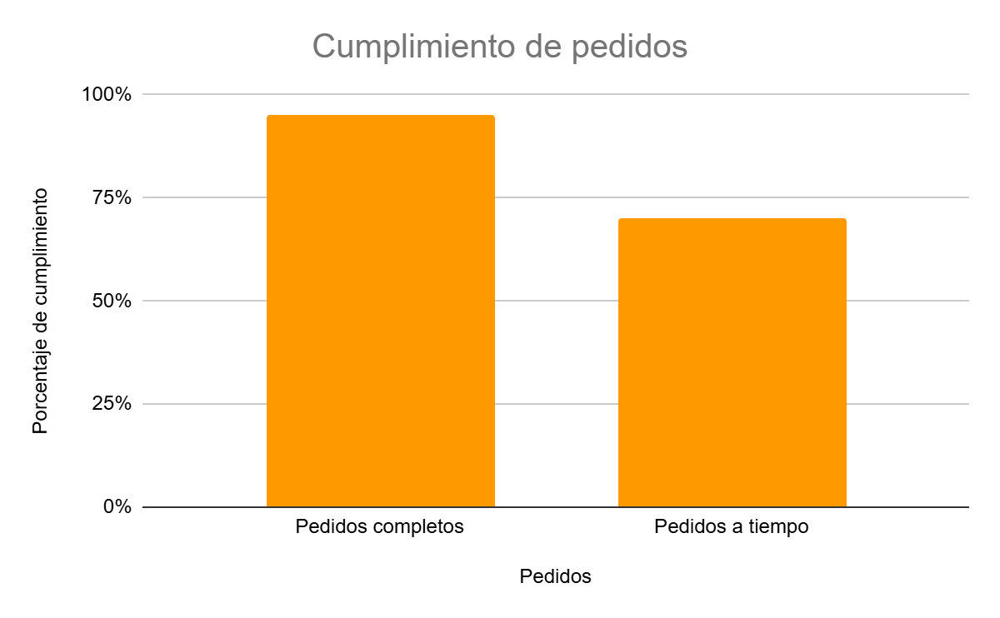 Cumplimiento de pedidos
100%
75%
50%
25%
0%
Porcentaje de cumplimiento
Pedidos completos
Pedidos a tiempo
Pedidos